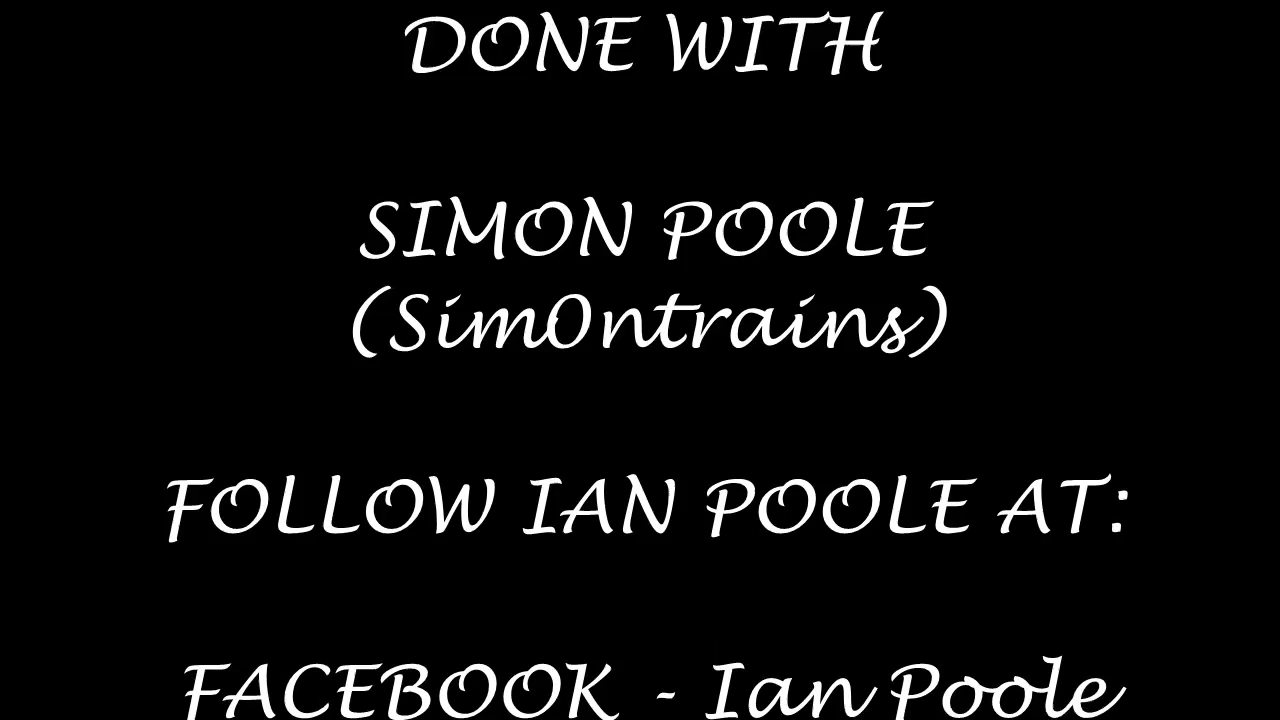 DONE WITH
SIMON POOLE
(Sim0ntrains)
FOLLOW IAN POOLE AT:
FACEBOOK - Ian Poole